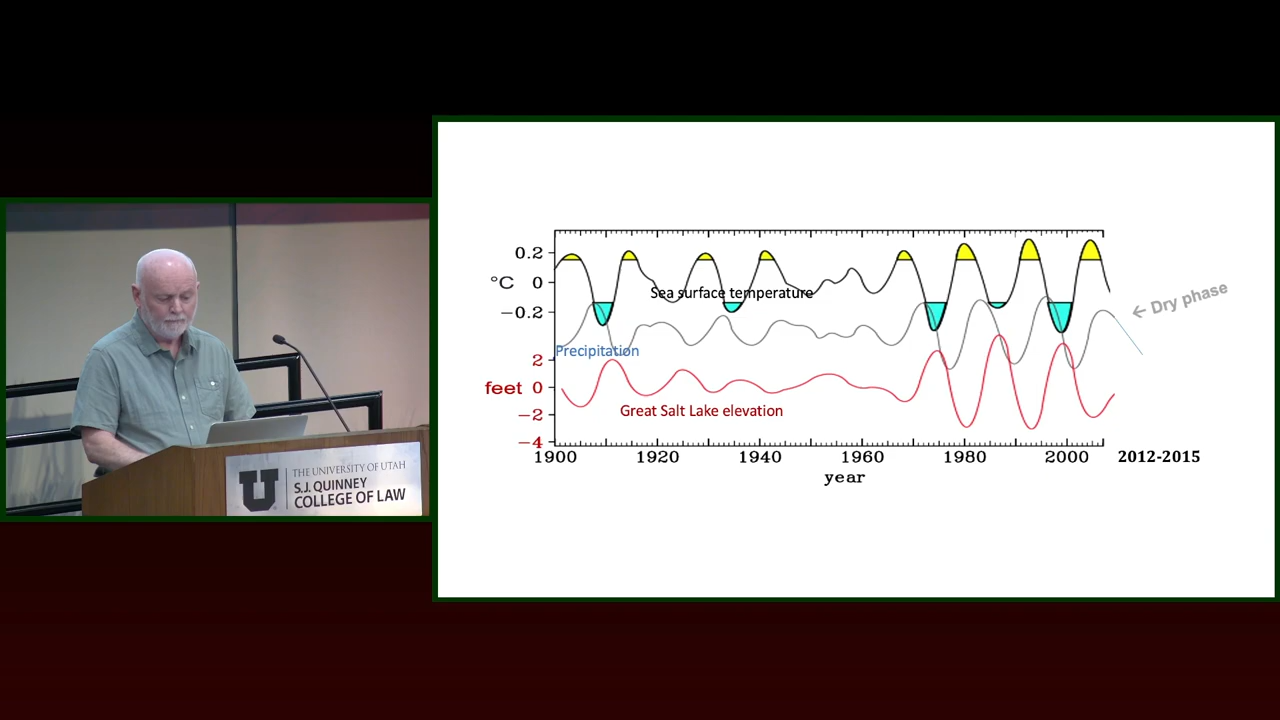 THE UNIVERSITY OF UTAH
S.J. QUINNEY
COLLEGE OF LAW
U
0.2
°C 0
−0.2
Sea surface temperature
← Dry phase
Precipitation
2
feet 0
−2
−4
Great Salt Lake elevation
1900 1920 1940 1960 1980 2000 2012-2015
year